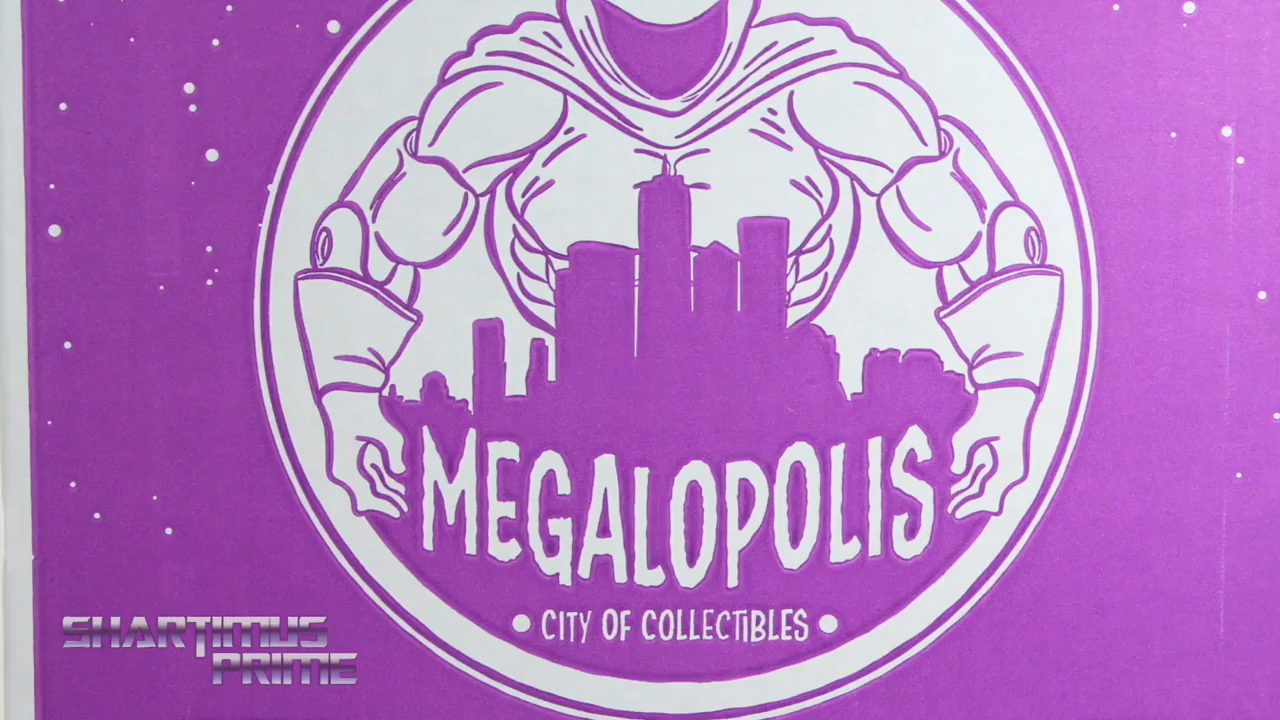 MEGALOPOLIS
• CITY OF COLLECTIBLES •
SHARTIMUS
PRIME